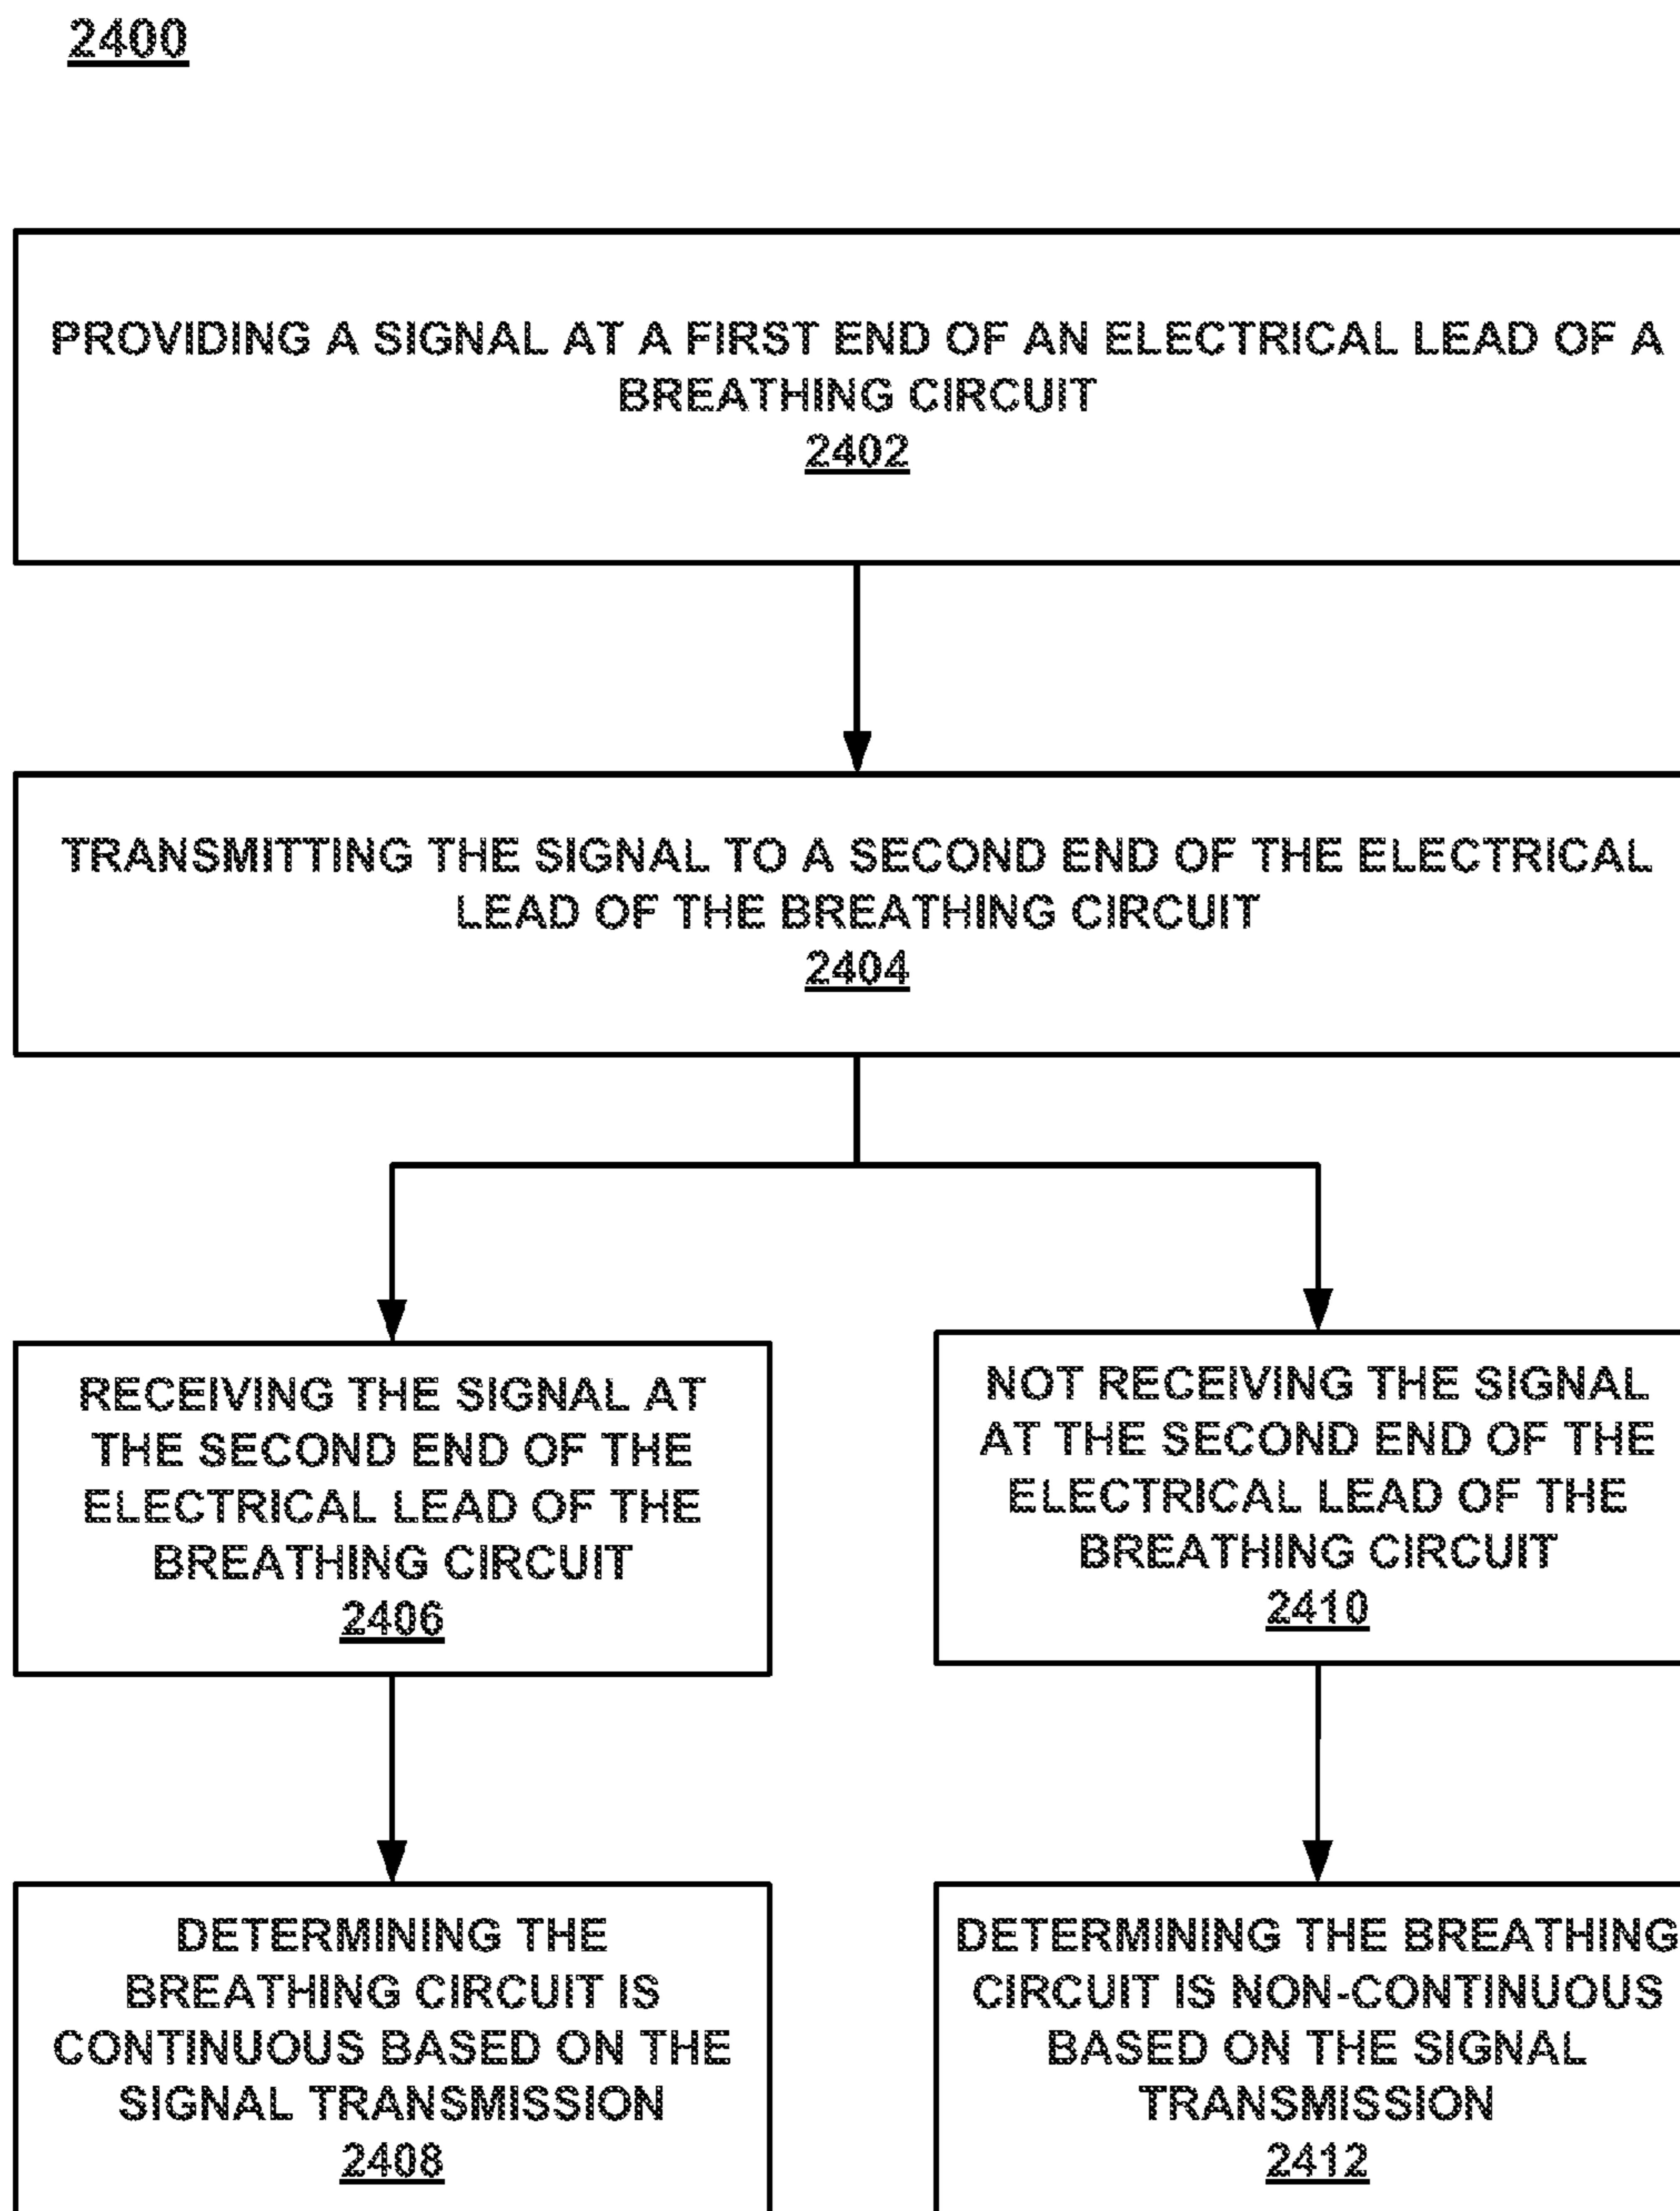 2400
PROVIDING A SIGNAL AT A FIRST END OF AN ELECTRICAL LEAD OF A
BREATHING CIRCUIT
2402
TRANSMITTING THE SIGNAL TO A SECOND END OF THE ELECTRICAL
LEAD OF THE BREATHING CIRCUIT
2404
RECEIVING THE SIGNAL AT
THE SECOND END OF THE
ELECTRICAL LEAD OF THE
BREATHING CIRCUIT
2406
NOT RECEIVING THE SIGNAL
AT THE SECOND END OF THE
ELECTRICAL LEAD OF THE
BREATHING CIRCUIT
2410
DETERMINING THE
BREATHING CIRCUIT IS
CONTINUOUS BASED ON THE
SIGNAL TRANSMISSION
2408
DETERMINING THE BREATHING
CIRCUIT IS NON-CONTINUOUS
BASED ON THE SIGNAL
TRANSMISSION
2412